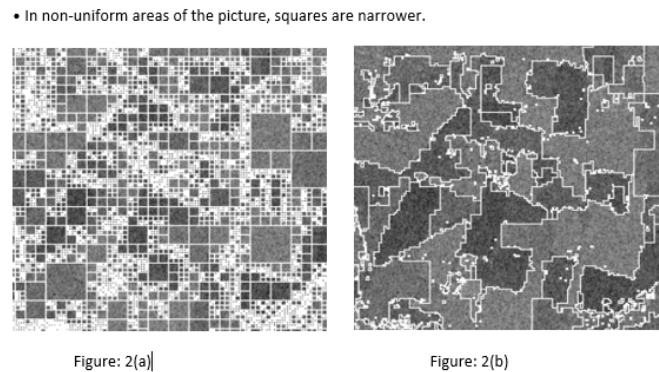 • In non-uniform areas of the picture, squares are narrower.
Figure: 2(a)
Figure: 2(b)